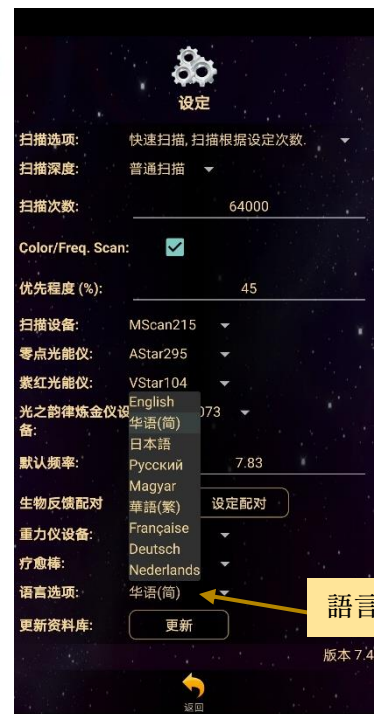 设定
扫描选项: 快速扫描, 扫描根据设定次数.
扫描深度: 普通扫描
扫描次数: 64000
Color/Freq. Scan:
优先程度 (%): 45
扫描设备: MScan215
零点光能仪: AStar295
紫红光能仪: VStar104
光之韵律炼金仪设备: 073
English
华语(简)
日本語
Русский
Magyar
華語(繁)
Française
Deutsch
Nederlands
默认频率: 7.83
生物反馈配对 设定配对
重力仪设备:
疗愈棒:
语言选项: 华语(简)
語言
更新资料库: 更新
版本 7.4
返回